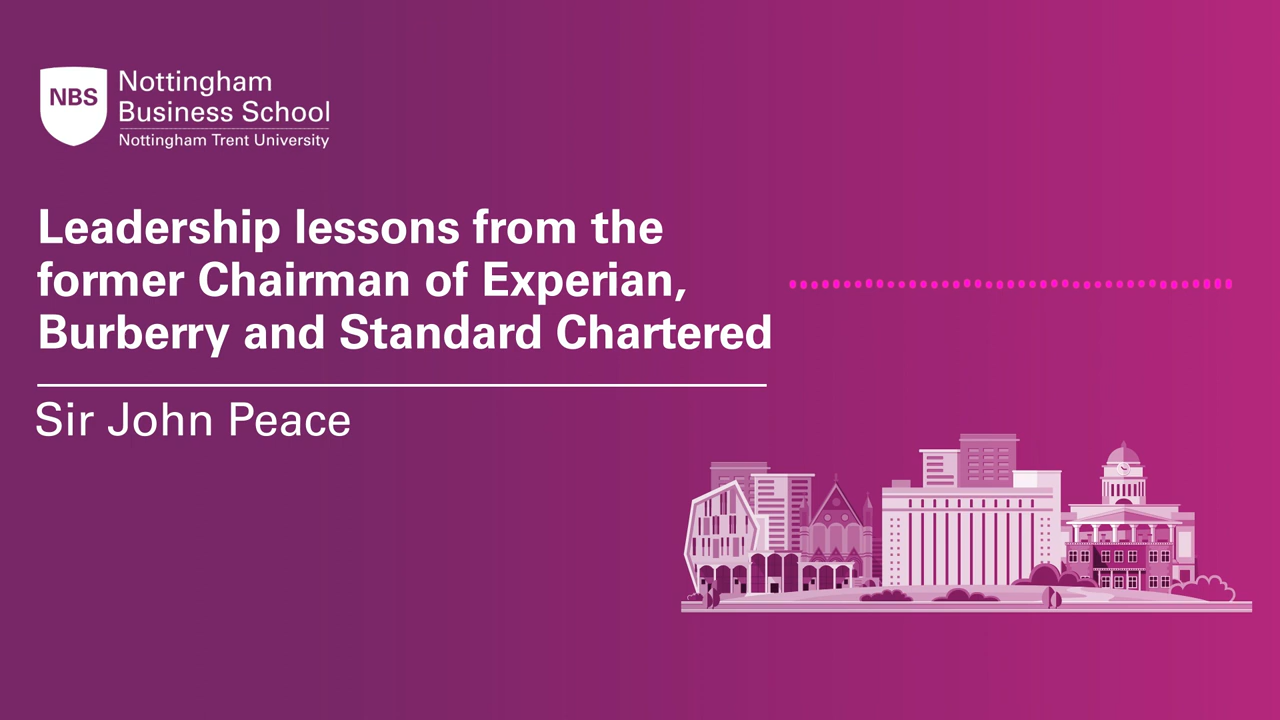 NBS
Nottingham
Business School
Nottingham Trent University
Leadership lessons from the
former Chairman of Experian,
Burberry and Standard Chartered
Sir John Peace